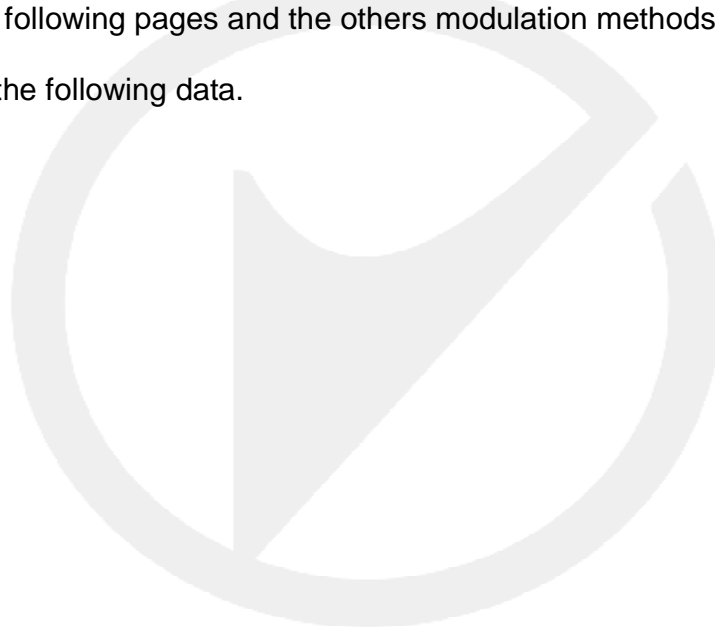 following pages and the others modulation methods
the following data.